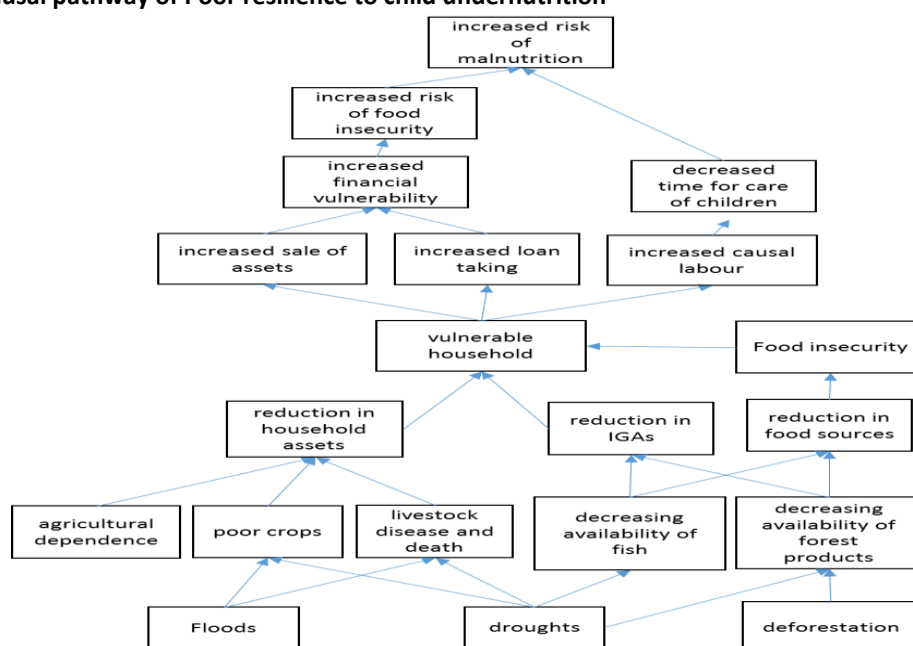 ausal pathway of Poor resilience to child undernutrition
increased risk
of
malnutrition
increased risk
of food
insecurity
increased
financial
vulnerability
decreased
time for care
of children
increased sale of
assets
increased loan
taking
increased causal
labour
vulnerable
household
Food insecurity
reduction in
household
assets
reduction in
IGAs
reduction in
food sources
agricultural
dependence
poor crops
livestock
disease and
death
decreasing
availability of
fish
decreasing
availability of
forest
products
Floods
droughts
deforestation